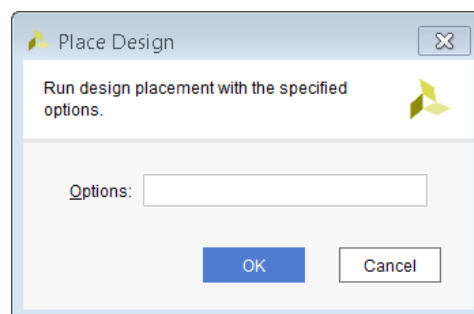 Place Design
Run design placement with the specified
options.
Options:
OK
Cancel